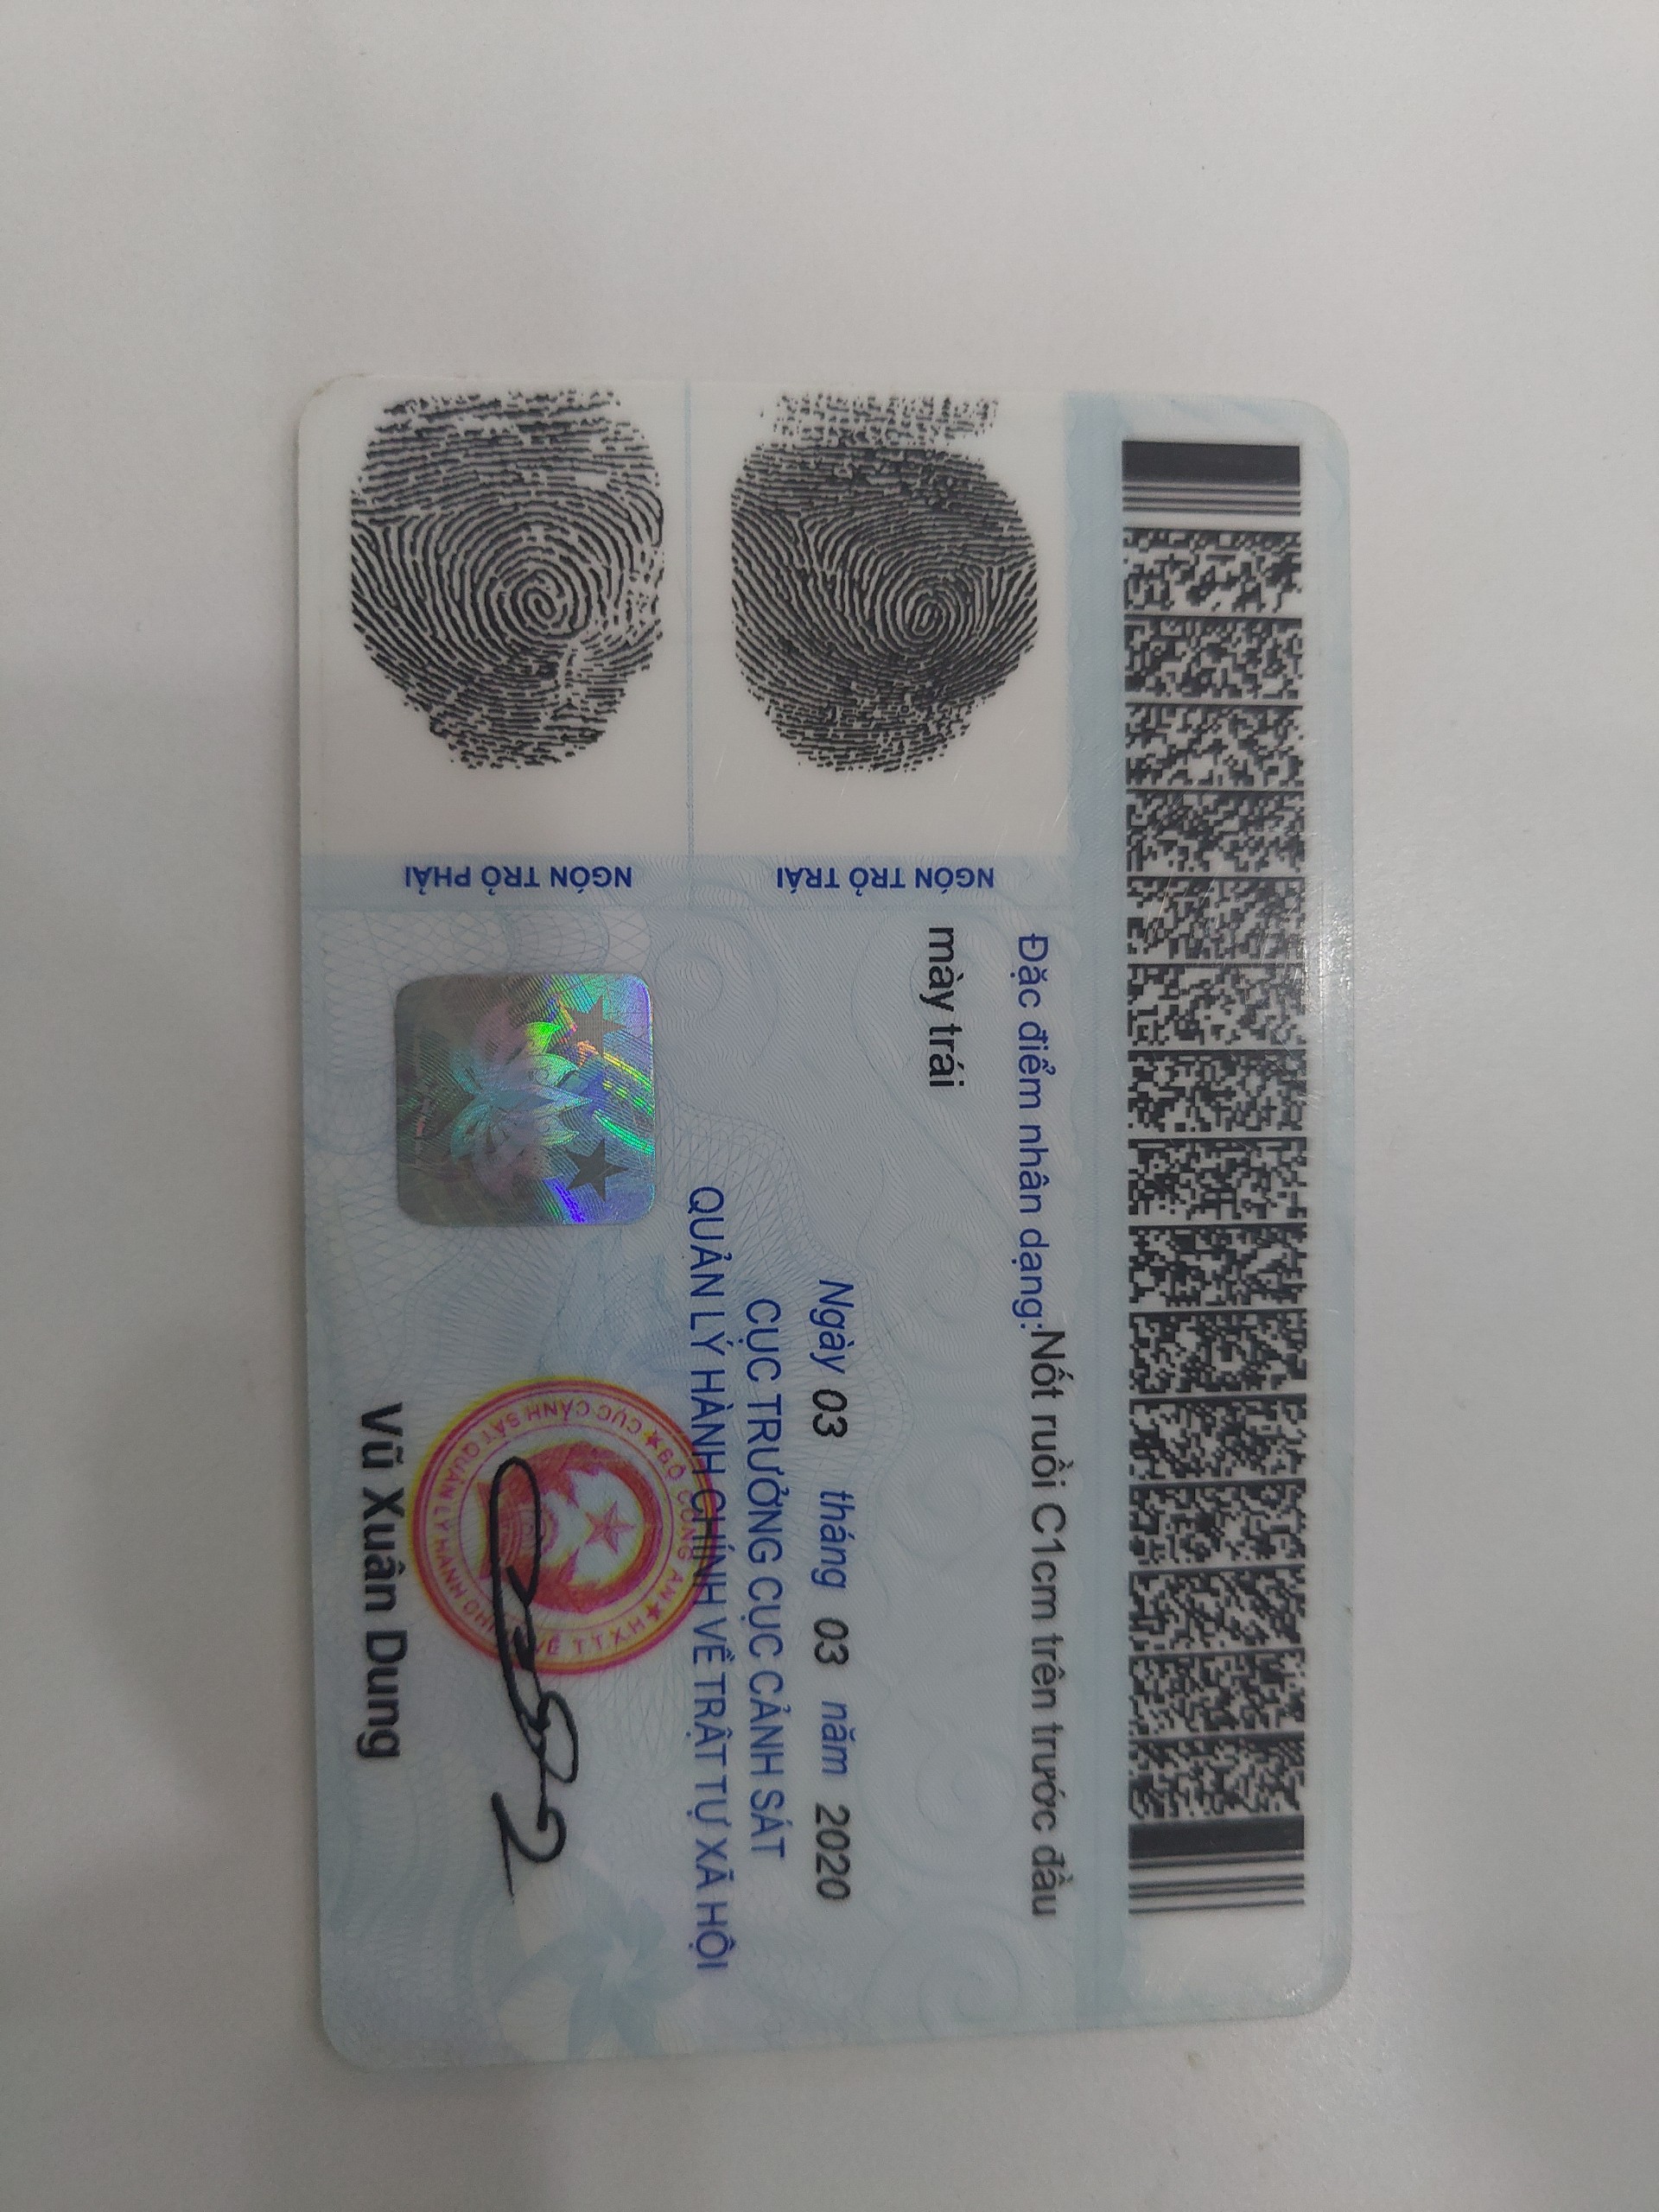 Đặc điểm nhân dạng: Nốt ruồi C1cm trên trước đầu
mày trái
NGÓN TRỎ TRÁI
NGÓN TRỎ PHẢI
Ngày 03 tháng 03 năm 2020
CỤC TRƯỞNG CỤC CẢNH SÁT
QUẢN LÝ HÀNH CHÍNH VỀ TRẬT TỰ XÃ HỘI
BỘ CÔNG AN
CỤC CẢNH SÁT QUẢN LÝ HÀNH CHÍNH VỀ T.T.X.H
Vũ Xuân Dung